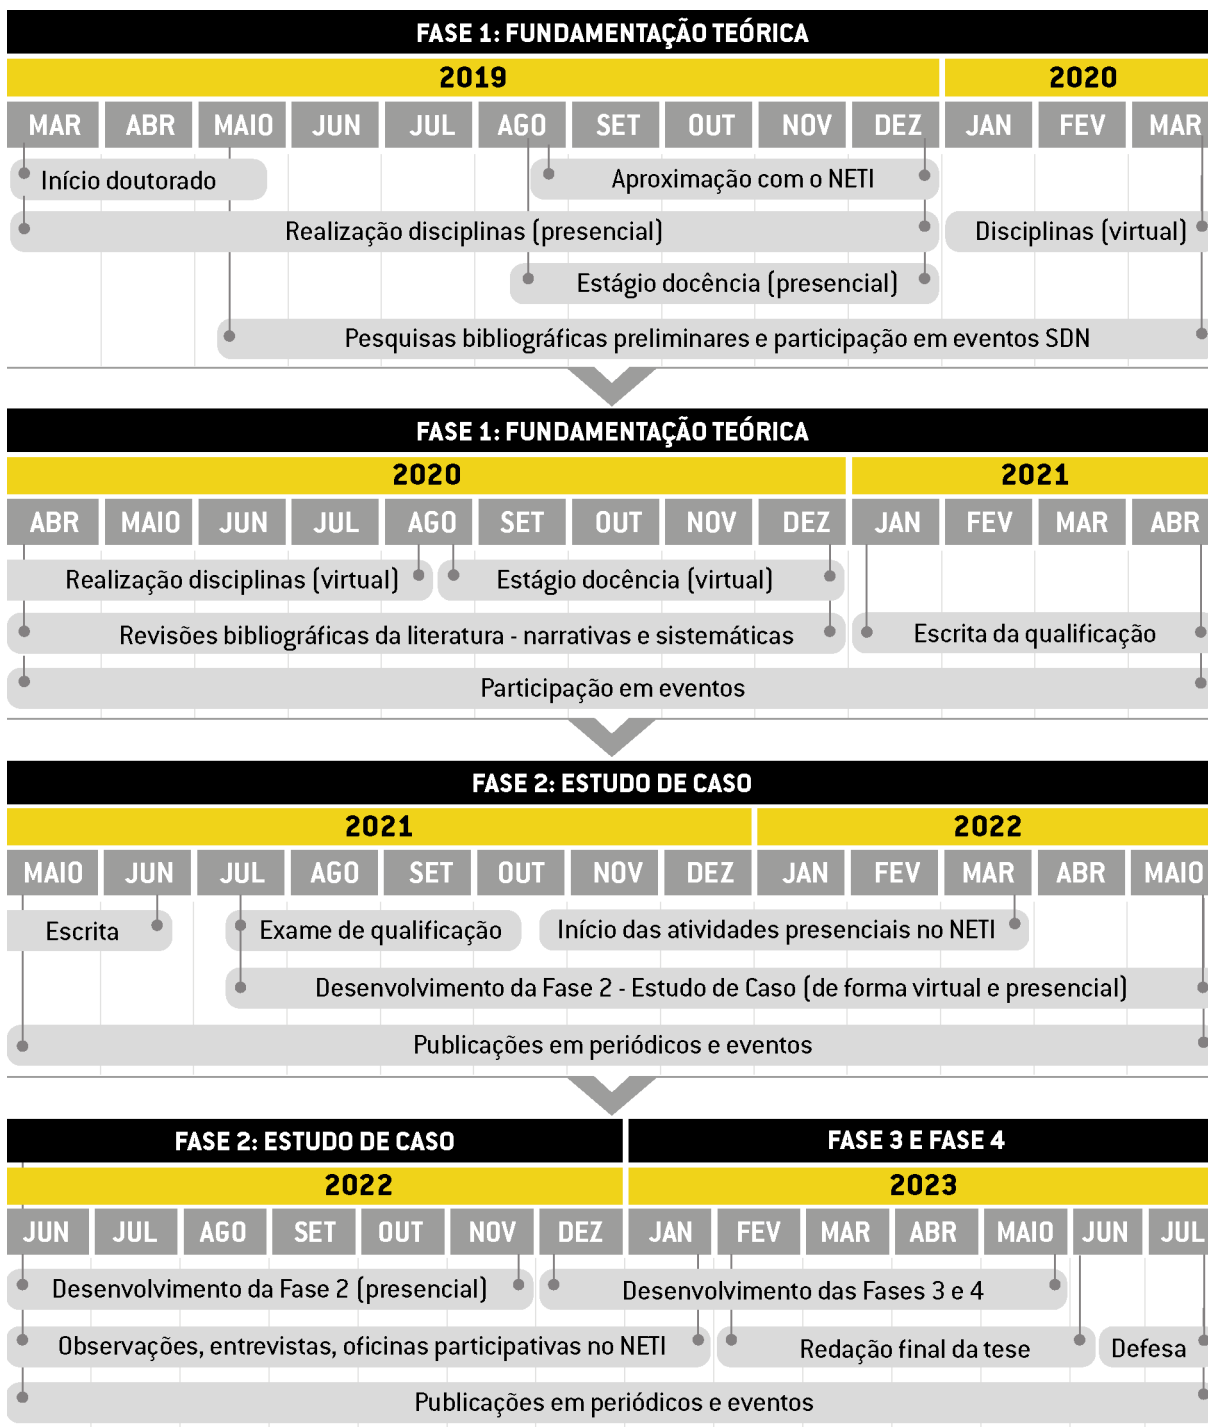 FASE 1: FUNDAMENTAÇÃO TEÓRICA
2019 2020
MAR ABR MAIO JUN JUL AGO SET OUT NOV DEZ JAN FEV MAR
Início doutorado Aproximação com o NETI
Realização disciplinas (presencial) Disciplinas (virtual)
Estágio docência (presencial)
Pesquisas bibliográficas preliminares e participação em eventos SDN
FASE 1: FUNDAMENTAÇÃO TEÓRICA
2020 2021
ABR MAIO JUN JUL AGO SET OUT NOV DEZ JAN FEV MAR ABR
Realização disciplinas (virtual) Estágio docência (virtual)
Revisões bibliográficas da literatura - narrativas e sistemáticas Escrita da qualificação
Participação em eventos
FASE 2: ESTUDO DE CASO
2021 2022
MAIO JUN JUL AGO SET OUT NOV DEZ JAN FEV MAR ABR MAIO
Escrita Exame de qualificação Início das atividades presenciais no NETI
Desenvolvimento da Fase 2 - Estudo de Caso (de forma virtual e presencial)
Publicações em periódicos e eventos
FASE 2: ESTUDO DE CASO FASE 3 E FASE 4
2022 2023
JUN JUL AGO SET OUT NOV DEZ JAN FEV MAR ABR MAIO JUN JUL
Desenvolvimento da Fase 2 (presencial) Desenvolvimento das Fases 3 e 4
Observações, entrevistas, oficinas participativas no NETI Redação final da tese Defesa
Publicações em periódicos e eventos